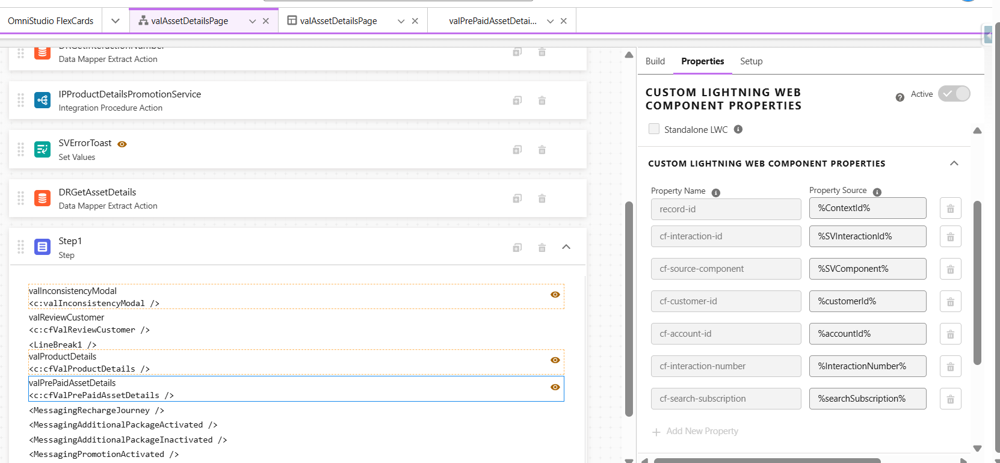 OmniStudio FlexCards
valAssetDetailsPage
valAssetDetailsPage
valPrePaidAssetDetai...
DRGetInteractionNumber
Data Mapper Extract Action
IPProductDetailsPromotionService
Integration Procedure Action
SVErrorToast
Set Values
DRGetAssetDetails
Data Mapper Extract Action
Step1
Step
valInconsistencyModal
<c:valInconsistencyModal />
valReviewCustomer
<c:cfValReviewCustomer />
<LineBreak1 />
valProductDetails
<c:cfValProductDetails />
valPrePaidAssetDetails
<c:cfValPrePaidAssetDetails />
<MessagingRechargeJourney />
<MessagingAdditionalPackageActivated />
<MessagingAdditionalPackageInactivated />
<MessagingPromotionActivated />
Build
Properties
Setup
CUSTOM LIGHTNING WEB
COMPONENT PROPERTIES
Active
Standalone LWC
CUSTOM LIGHTNING WEB COMPONENT PROPERTIES
Property Name
Property Source
record-id
%ContextId%
cf-interaction-id
%SVInteractionId%
cf-source-component
%SVComponent%
cf-customer-id
%customerId%
cf-account-id
%accountId%
cf-interaction-number
%InteractionNumber%
cf-search-subscription
%searchSubscription%
Add New Property